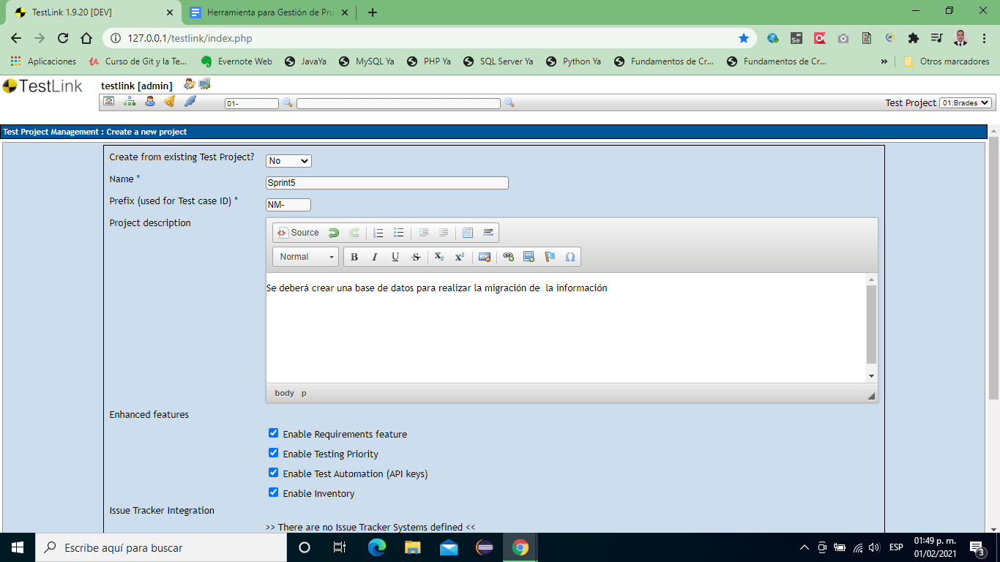 TestLink 1.9.20 [DEV]
Herramienta para Gestión de Pru
127.0.0.1/testlink/index.php
Aplicaciones
Curso de Git y la Te...
Evernote Web
JavaYa
MySQL Ya
PHP Ya
SQL Server Ya
Python Ya
Fundamentos de Cr...
Fundamentos de Cr...
Otros marcadores
TestLink
testlink [admin]
01-
Test Project
01:Brades
Test Project Management : Create a new project
Create from existing Test Project?
No
Name *
Sprint5
Prefix (used for Test case ID) *
NM-
Project description
Source
Normal
B I U S X₂ X²
Se deberá crear una base de datos para realizar la migración de  la información
body p
Enhanced features
Enable Requirements feature
Enable Testing Priority
Enable Test Automation (API keys)
Enable Inventory
Issue Tracker Integration
>> There are no Issue Tracker Systems defined <<
Escribe aquí para buscar
ESP
01:49 p. m.
01/02/2021
3